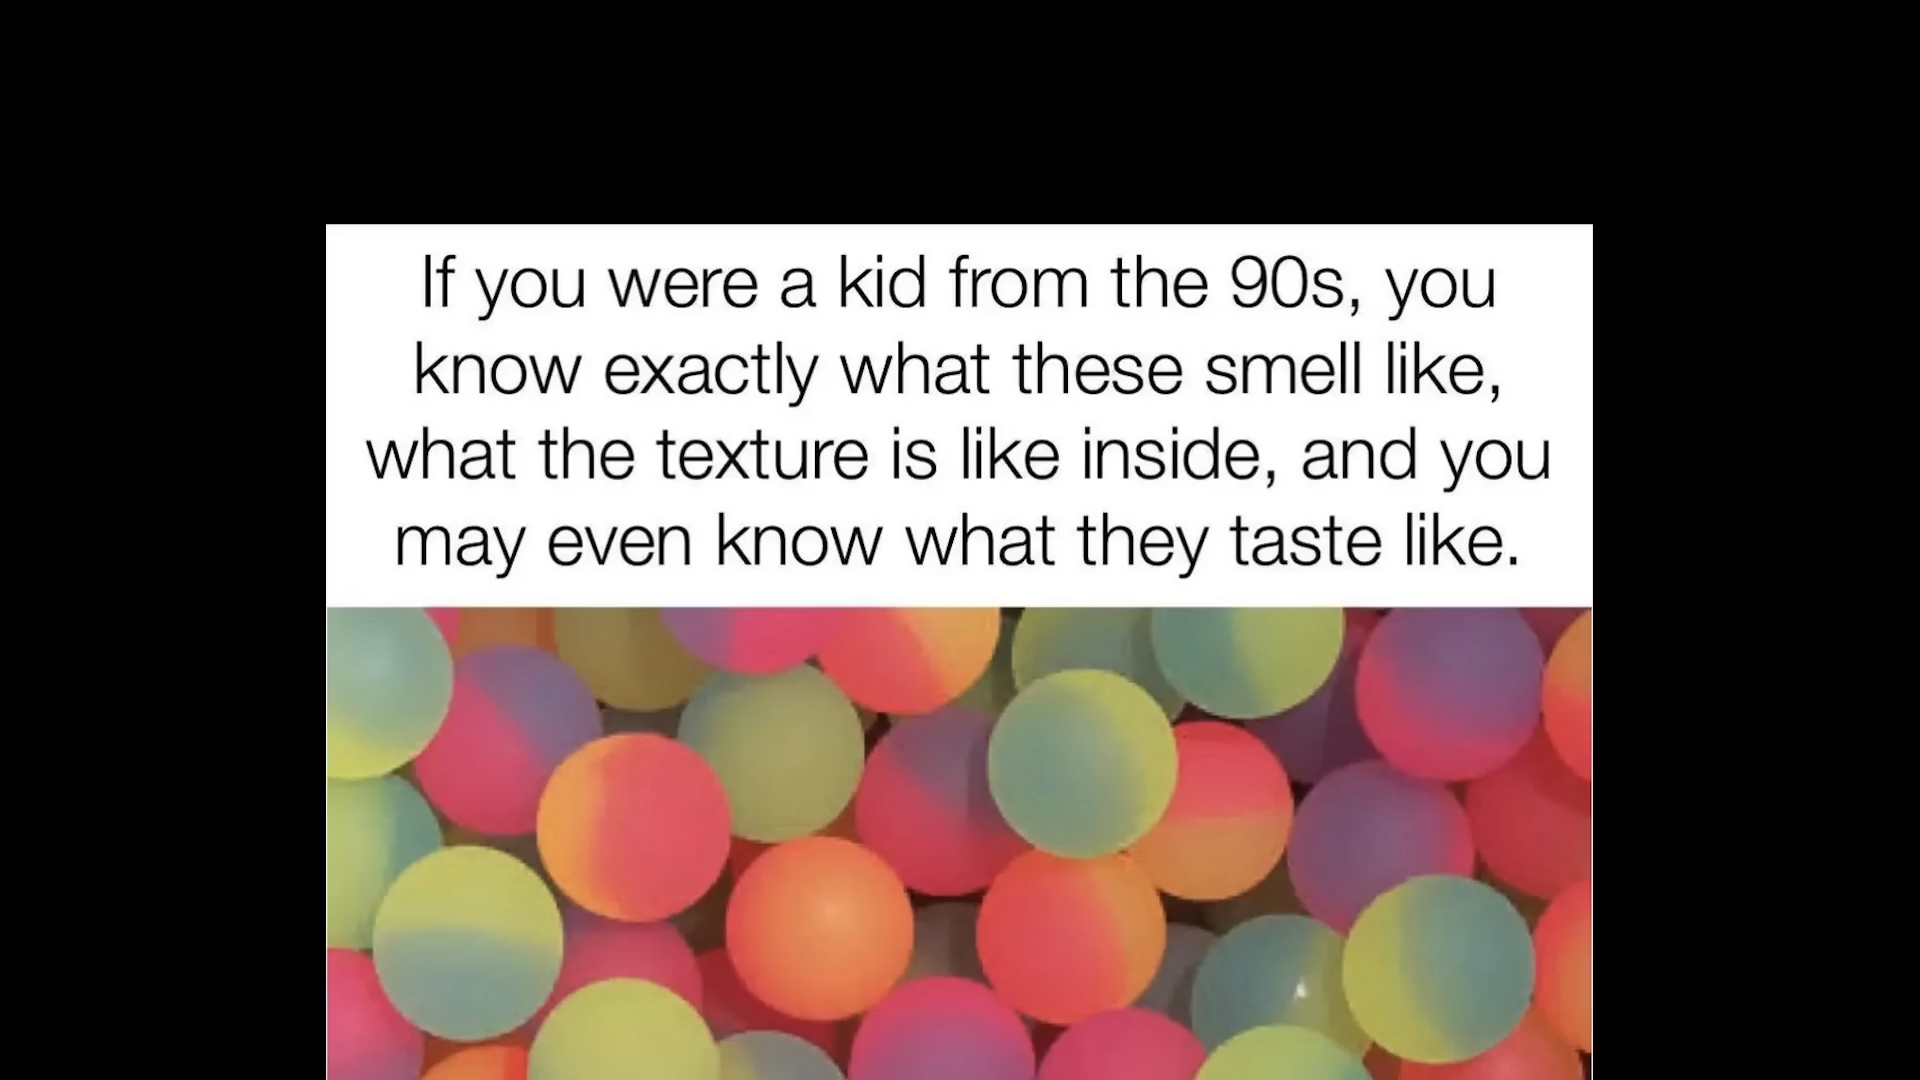 If you were a kid from the 90s, you
know exactly what these smell like,
what the texture is like inside, and you
may even know what they taste like.